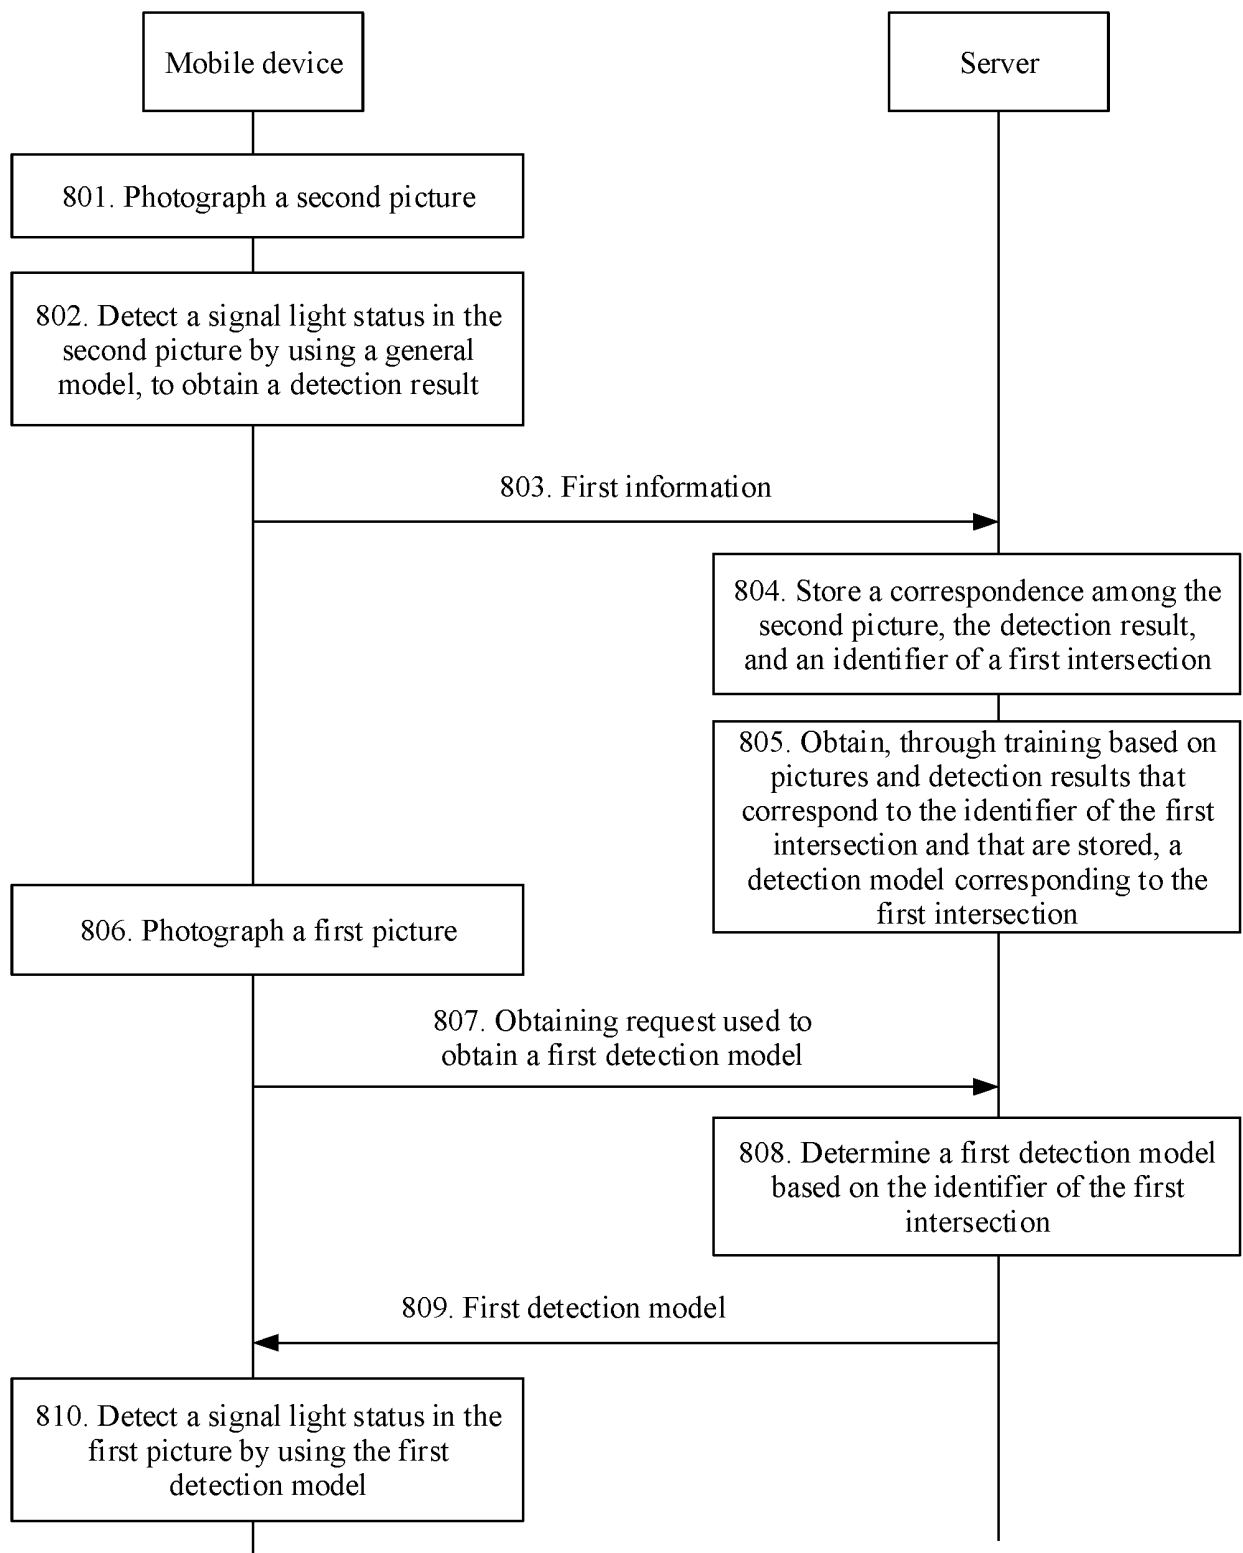 Mobile device
Server
801. Photograph a second picture
802. Detect a signal light status in the
second picture by using a general
model, to obtain a detection result
803. First information
804. Store a correspondence among the
second picture, the detection result,
and an identifier of a first intersection
805. Obtain, through training based on
pictures and detection results that
correspond to the identifier of the first
intersection and that are stored, a
detection model corresponding to the
first intersection
806. Photograph a first picture
807. Obtaining request used to
obtain a first detection model
808. Determine a first detection model
based on the identifier of the first
intersection
809. First detection model
810. Detect a signal light status in the
first picture by using the first
detection model